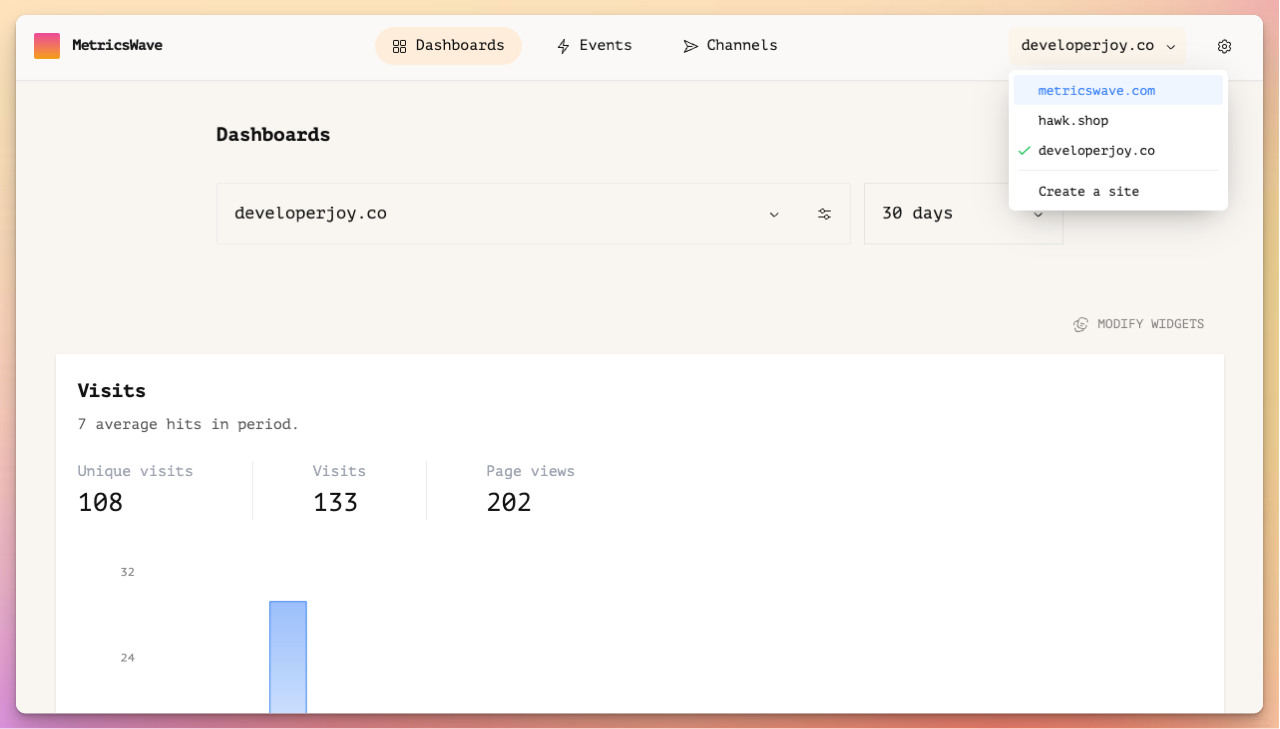 MetricsWave
Dashboards
Events
Channels
developerjoy.co
metricswave.com
hawk.shop
developerjoy.co
Create a site
Dashboards
developerjoy.co
30 days
MODIFY WIDGETS
Visits
7 average hits in period.
Unique visits
108
Visits
133
Page views
202
32
24